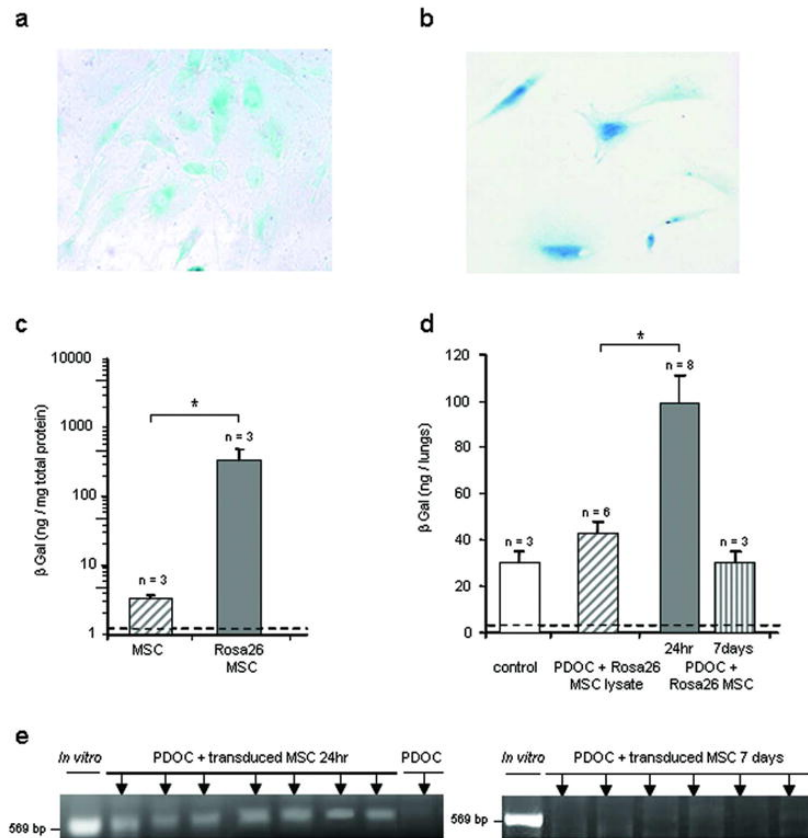 a
b
c
β Gal (ng / mg total protein)
10000
1000
100
10
1
*
n = 3
n = 3
MSC
Rosa26
MSC
d
β Gal (ng / lungs)
120
100
80
60
40
20
0
*
n = 3
n = 6
n = 8
n = 3
24hr 7days
control PDOC + Rosa26 PDOC +
MSC lysate Rosa26 MSC
e
In vitro PDOC + transduced MSC 24hr PDOC
569 bp
In vitro PDOC + transduced MSC 7 days
569 bp